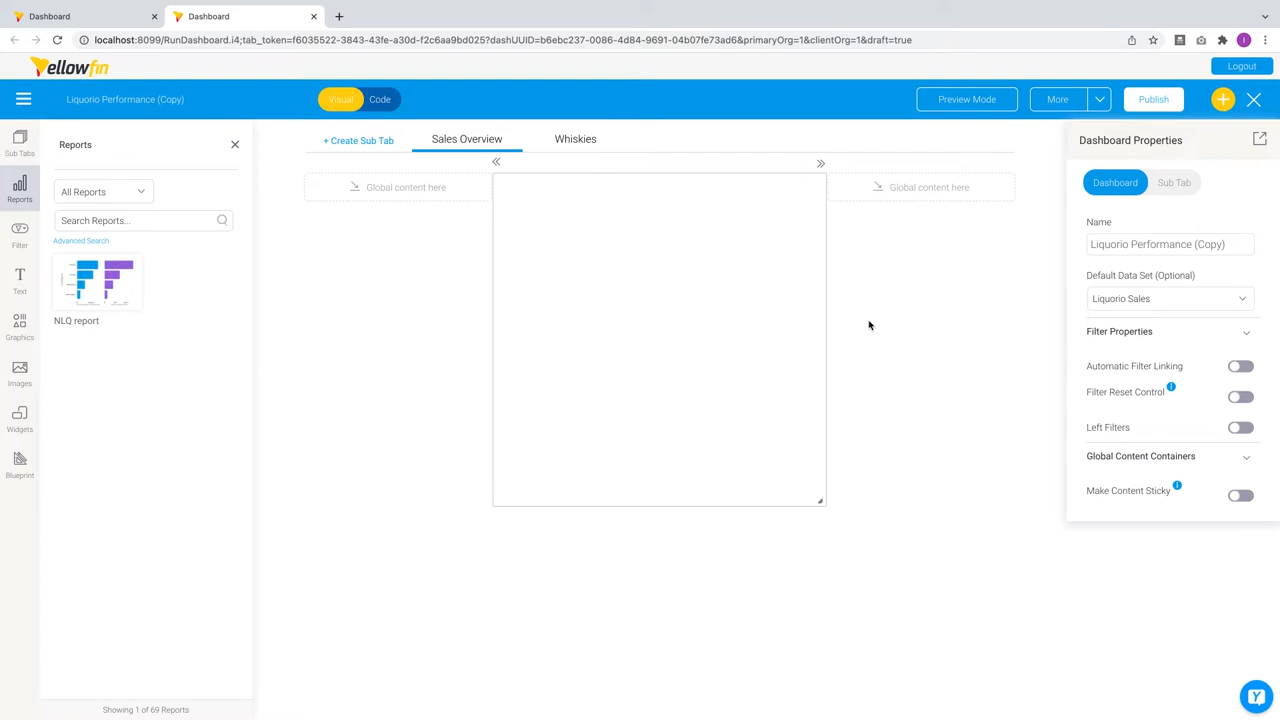 Dashboard
Dashboard
localhost:8099/RunDashboard.i4;tab_token=f6035522-3843-43fe-a30d-f2c6aa9bd025?dashUUID=b6ebc237-0086-4d84-9691-04b07fe73ad6&primaryOrg=1&clientOrg=1&draft=true
I
Yellowfin
Logout
Liquorio Performance (Copy)
Visual
Code
Preview Mode
More
Publish
Sub Tabs
Reports
Filter
Text
Graphics
Images
Widgets
Blueprint
Reports
All Reports
Search Reports...
Advanced Search
NLQ report
Showing 1 of 69 Reports
+ Create Sub Tab
Sales Overview
Whiskies
Global content here
Global content here
Dashboard Properties
Dashboard
Sub Tab
Name
Liquorio Performance (Copy)
Default Data Set (Optional)
Liquorio Sales
Filter Properties
Automatic Filter Linking
Filter Reset Control
Left Filters
Global Content Containers
Make Content Sticky